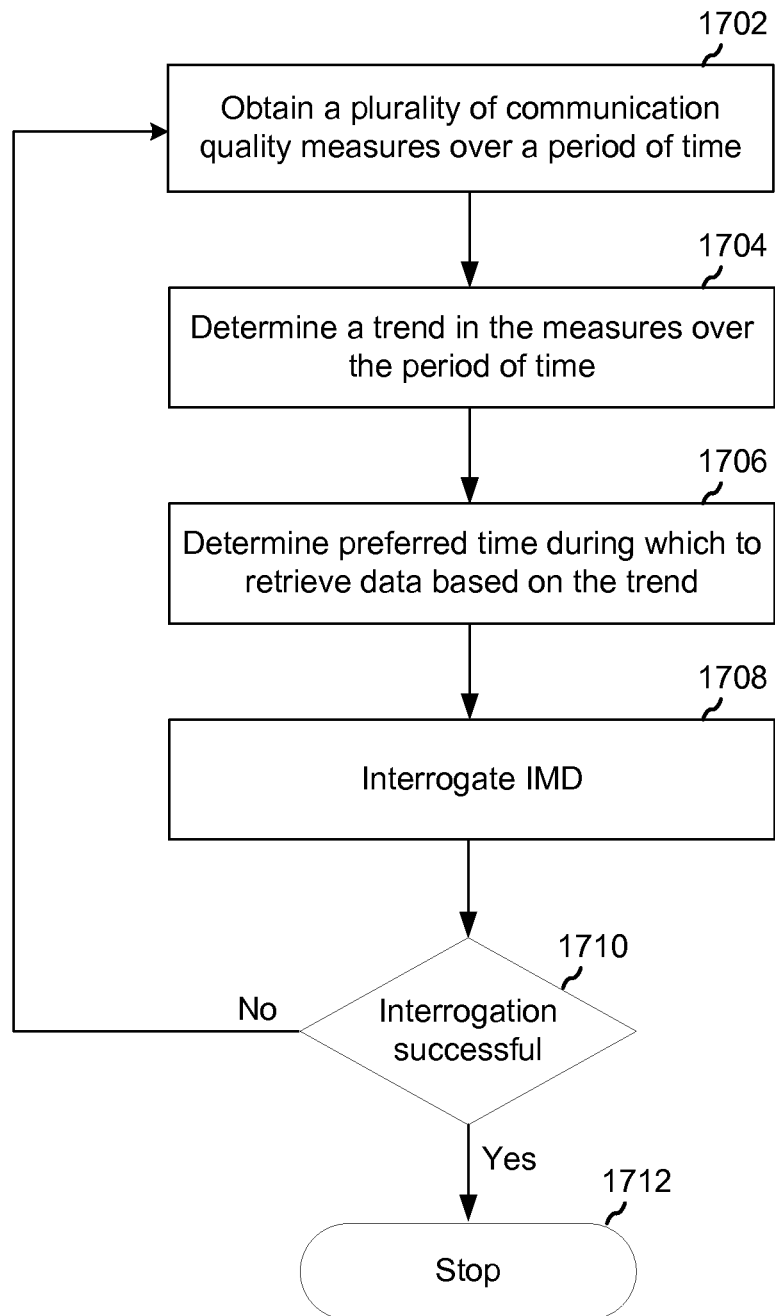 1702
Obtain a plurality of communication
quality measures over a period of time
1704
Determine a trend in the measures over
the period of time
1706
Determine preferred time during which to
retrieve data based on the trend
1708
Interrogate IMD
1710
No
Interrogation
successful
Yes
1712
Stop